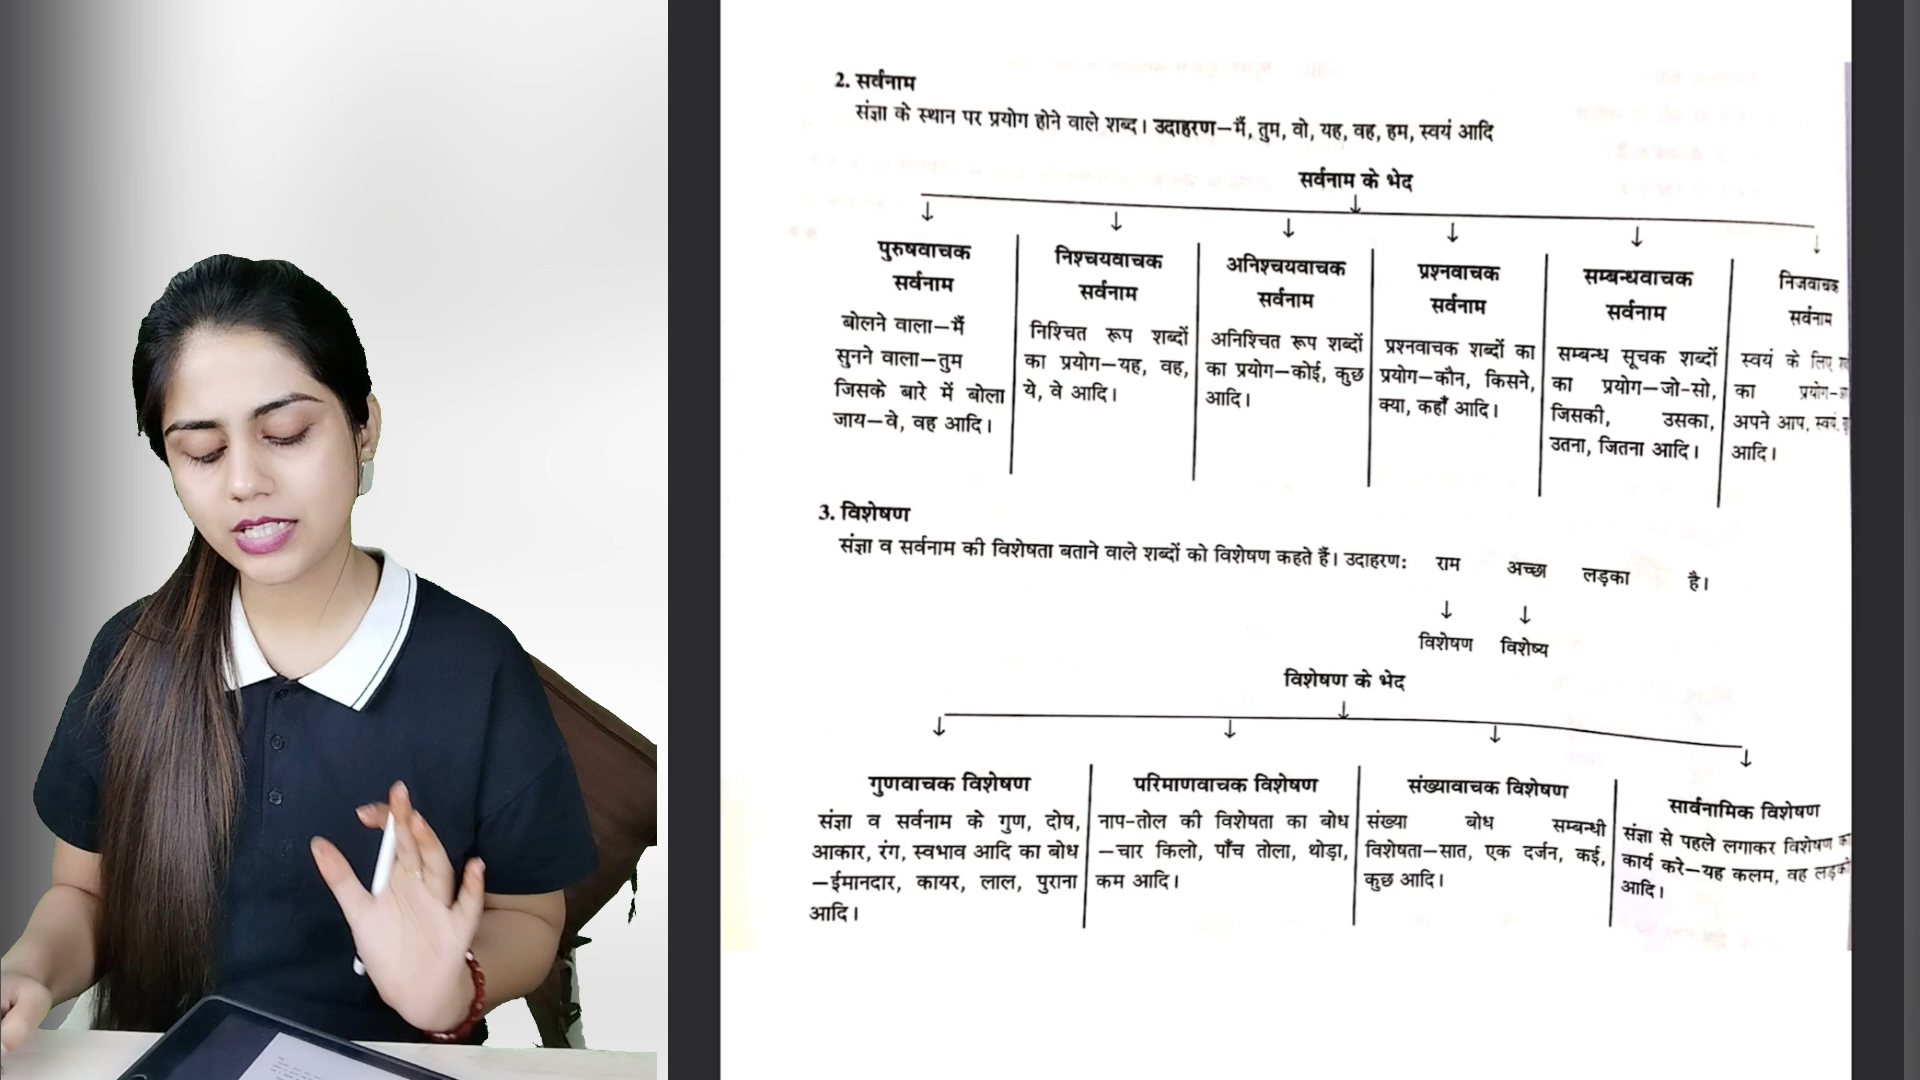 2. सर्वनाम
संज्ञा के स्थान पर प्रयोग होने वाले शब्द। उदाहरण—मैं, तुम, वो, यह, वह, हम, स्वयं आदि
सर्वनाम के भेद
पुरुषवाचक
सर्वनाम
बोलने वाला—मैं
सुनने वाला—तुम
जिसके बारे में बोला
जाय—वे, वह आदि।
निश्चयवाचक
सर्वनाम
निश्चित रूप शब्दों
का प्रयोग—यह, वह,
ये, वे आदि।
अनिश्चयवाचक
सर्वनाम
अनिश्चित रूप शब्दों
का प्रयोग—कोई, कुछ
आदि।
प्रश्नवाचक
सर्वनाम
प्रश्नवाचक शब्दों का
प्रयोग—कौन, किसने,
क्या, कहाँ आदि।
सम्बन्धवाचक
सर्वनाम
सम्बन्ध सूचक शब्दों
का प्रयोग—जो-सो,
जिसकी, उसका,
उतना, जितना आदि।
निजवाचक
सर्वनाम
स्वयं के लिए
का प्रयोग—
अपने आप, स्वयं,
आदि।
3. विशेषण
संज्ञा व सर्वनाम की विशेषता बताने वाले शब्दों को विशेषण कहते हैं। उदाहरण: राम अच्छा लड़का है।
विशेषण विशेष्य
विशेषण के भेद
गुणवाचक विशेषण
संज्ञा व सर्वनाम के गुण, दोष,
आकार, रंग, स्वभाव आदि का बोध
—ईमानदार, कायर, लाल, पुराना
आदि।
परिमाणवाचक विशेषण
नाप-तोल की विशेषता का बोध
—चार किलो, पाँच तोला, थोड़ा,
कम आदि।
संख्यावाचक विशेषण
संख्या बोध सम्बन्धी
विशेषता—सात, एक दर्जन, कई,
कुछ आदि।
सार्वनामिक विशेषण
संज्ञा से पहले लगाकर विशेषण का
कार्य करे—यह कलम, वह लड़का
आदि।